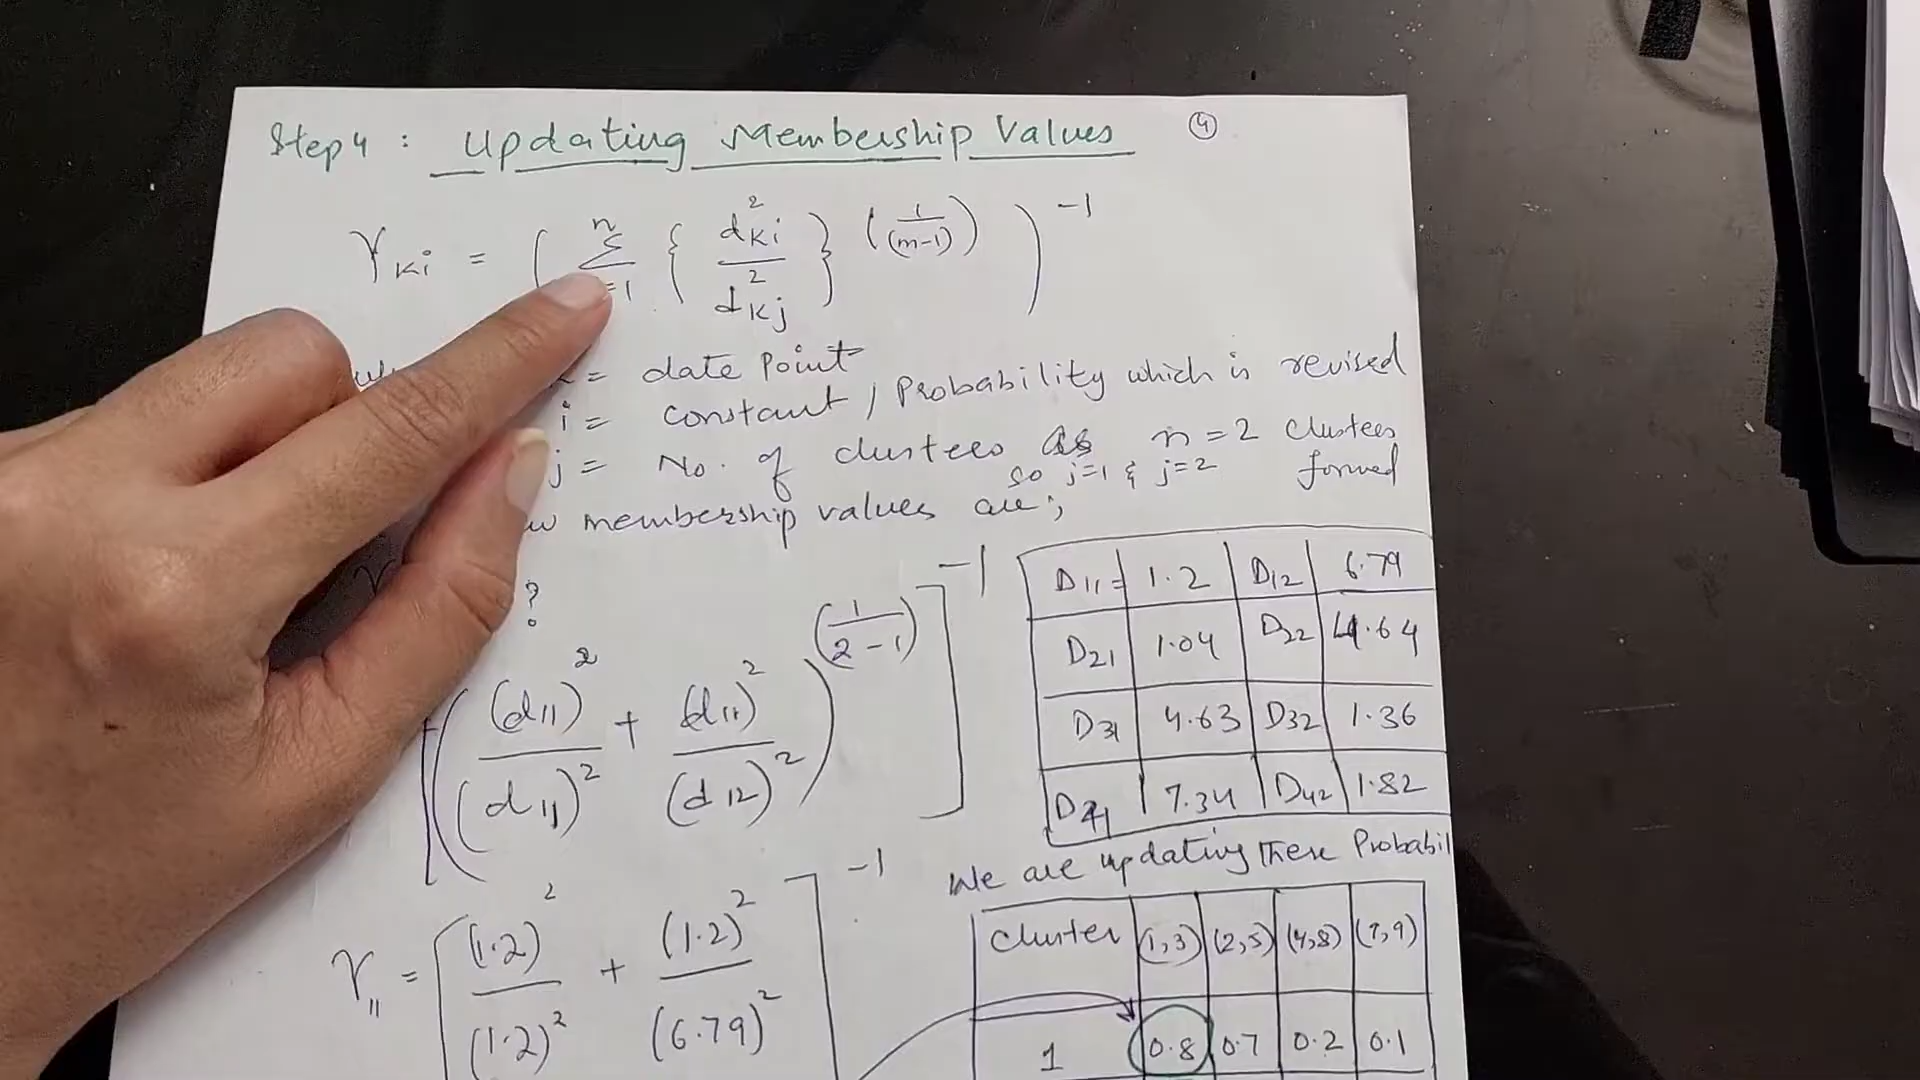 Step 4 : Updating Membership Values ④
γki = ( n Σ =1 { d²ki / d²kj } (1/(m-1)) )⁻¹
= date Point
i = constant / Probability which is revised
j = No. of clusters as n = 2 clusters
so j=1 & j=2 formed
w membership values are ;
?
[ ( (d11)² / (d11)² + (d11)² / (d12)² ) (1/(2-1)) ]⁻¹
D11 = 1.2 D12 6.79
D21 1.04 D22 4.64
D31 4.63 D32 1.36
D41 7.34 D42 1.82
We are updating these Probabil
γ11 = [ (1.2)² / (1.2)² + (1.2)² / (6.79)² ]⁻¹
Cluster (1,3) (2,5) (4,8) (7,9)
1 0.8 0.7 0.2 0.1